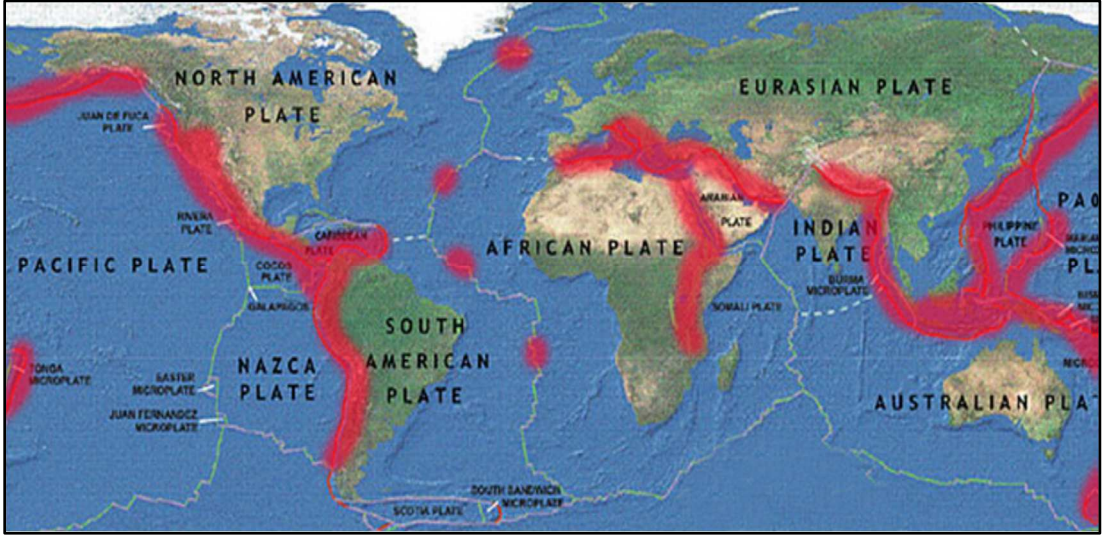 NORTH AMERICAN
PLATE
EURASIAN PLATE
JUAN DE FUCA
PLATE
RIVERA
PLATE
CARIBBEAN
PLATE
ARABIAN
PLATE
AFRICAN PLATE
INDIAN
PLATE
PHILIPPINE
PLATE
PACIFIC PLATE
COCOS
PLATE
GALAPAGOS
BURMA
MICROPLATE
SOMALI PLATE
SOUTH
AMERICAN
PLATE
NAZCA
PLATE
TONGA
MICROPLATE
EASTER
MICROPLATE
JUAN FERNANDEZ
MICROPLATE
AUSTRALIAN PLAT
SOUTH SANDWICH
MICROPLATE
SCOTIA PLATE